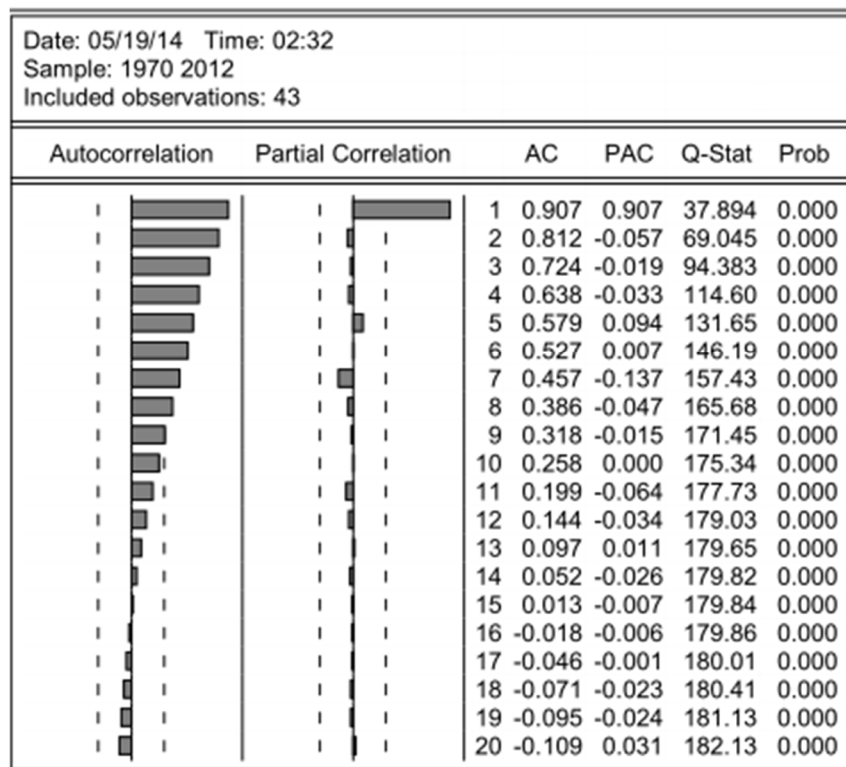 Date: 05/19/14 Time: 02:32
Sample: 1970 2012
Included observations: 43
Autocorrelation Partial Correlation AC PAC Q-Stat Prob
1 0.907 0.907 37.894 0.000
2 0.812 -0.057 69.045 0.000
3 0.724 -0.019 94.383 0.000
4 0.638 -0.033 114.60 0.000
5 0.579 0.094 131.65 0.000
6 0.527 0.007 146.19 0.000
7 0.457 -0.137 157.43 0.000
8 0.386 -0.047 165.68 0.000
9 0.318 -0.015 171.45 0.000
10 0.258 0.000 175.34 0.000
11 0.199 -0.064 177.73 0.000
12 0.144 -0.034 179.03 0.000
13 0.097 0.011 179.65 0.000
14 0.052 -0.026 179.82 0.000
15 0.013 -0.007 179.84 0.000
16 -0.018 -0.006 179.86 0.000
17 -0.046 -0.001 180.01 0.000
18 -0.071 -0.023 180.41 0.000
19 -0.095 -0.024 181.13 0.000
20 -0.109 0.031 182.13 0.000